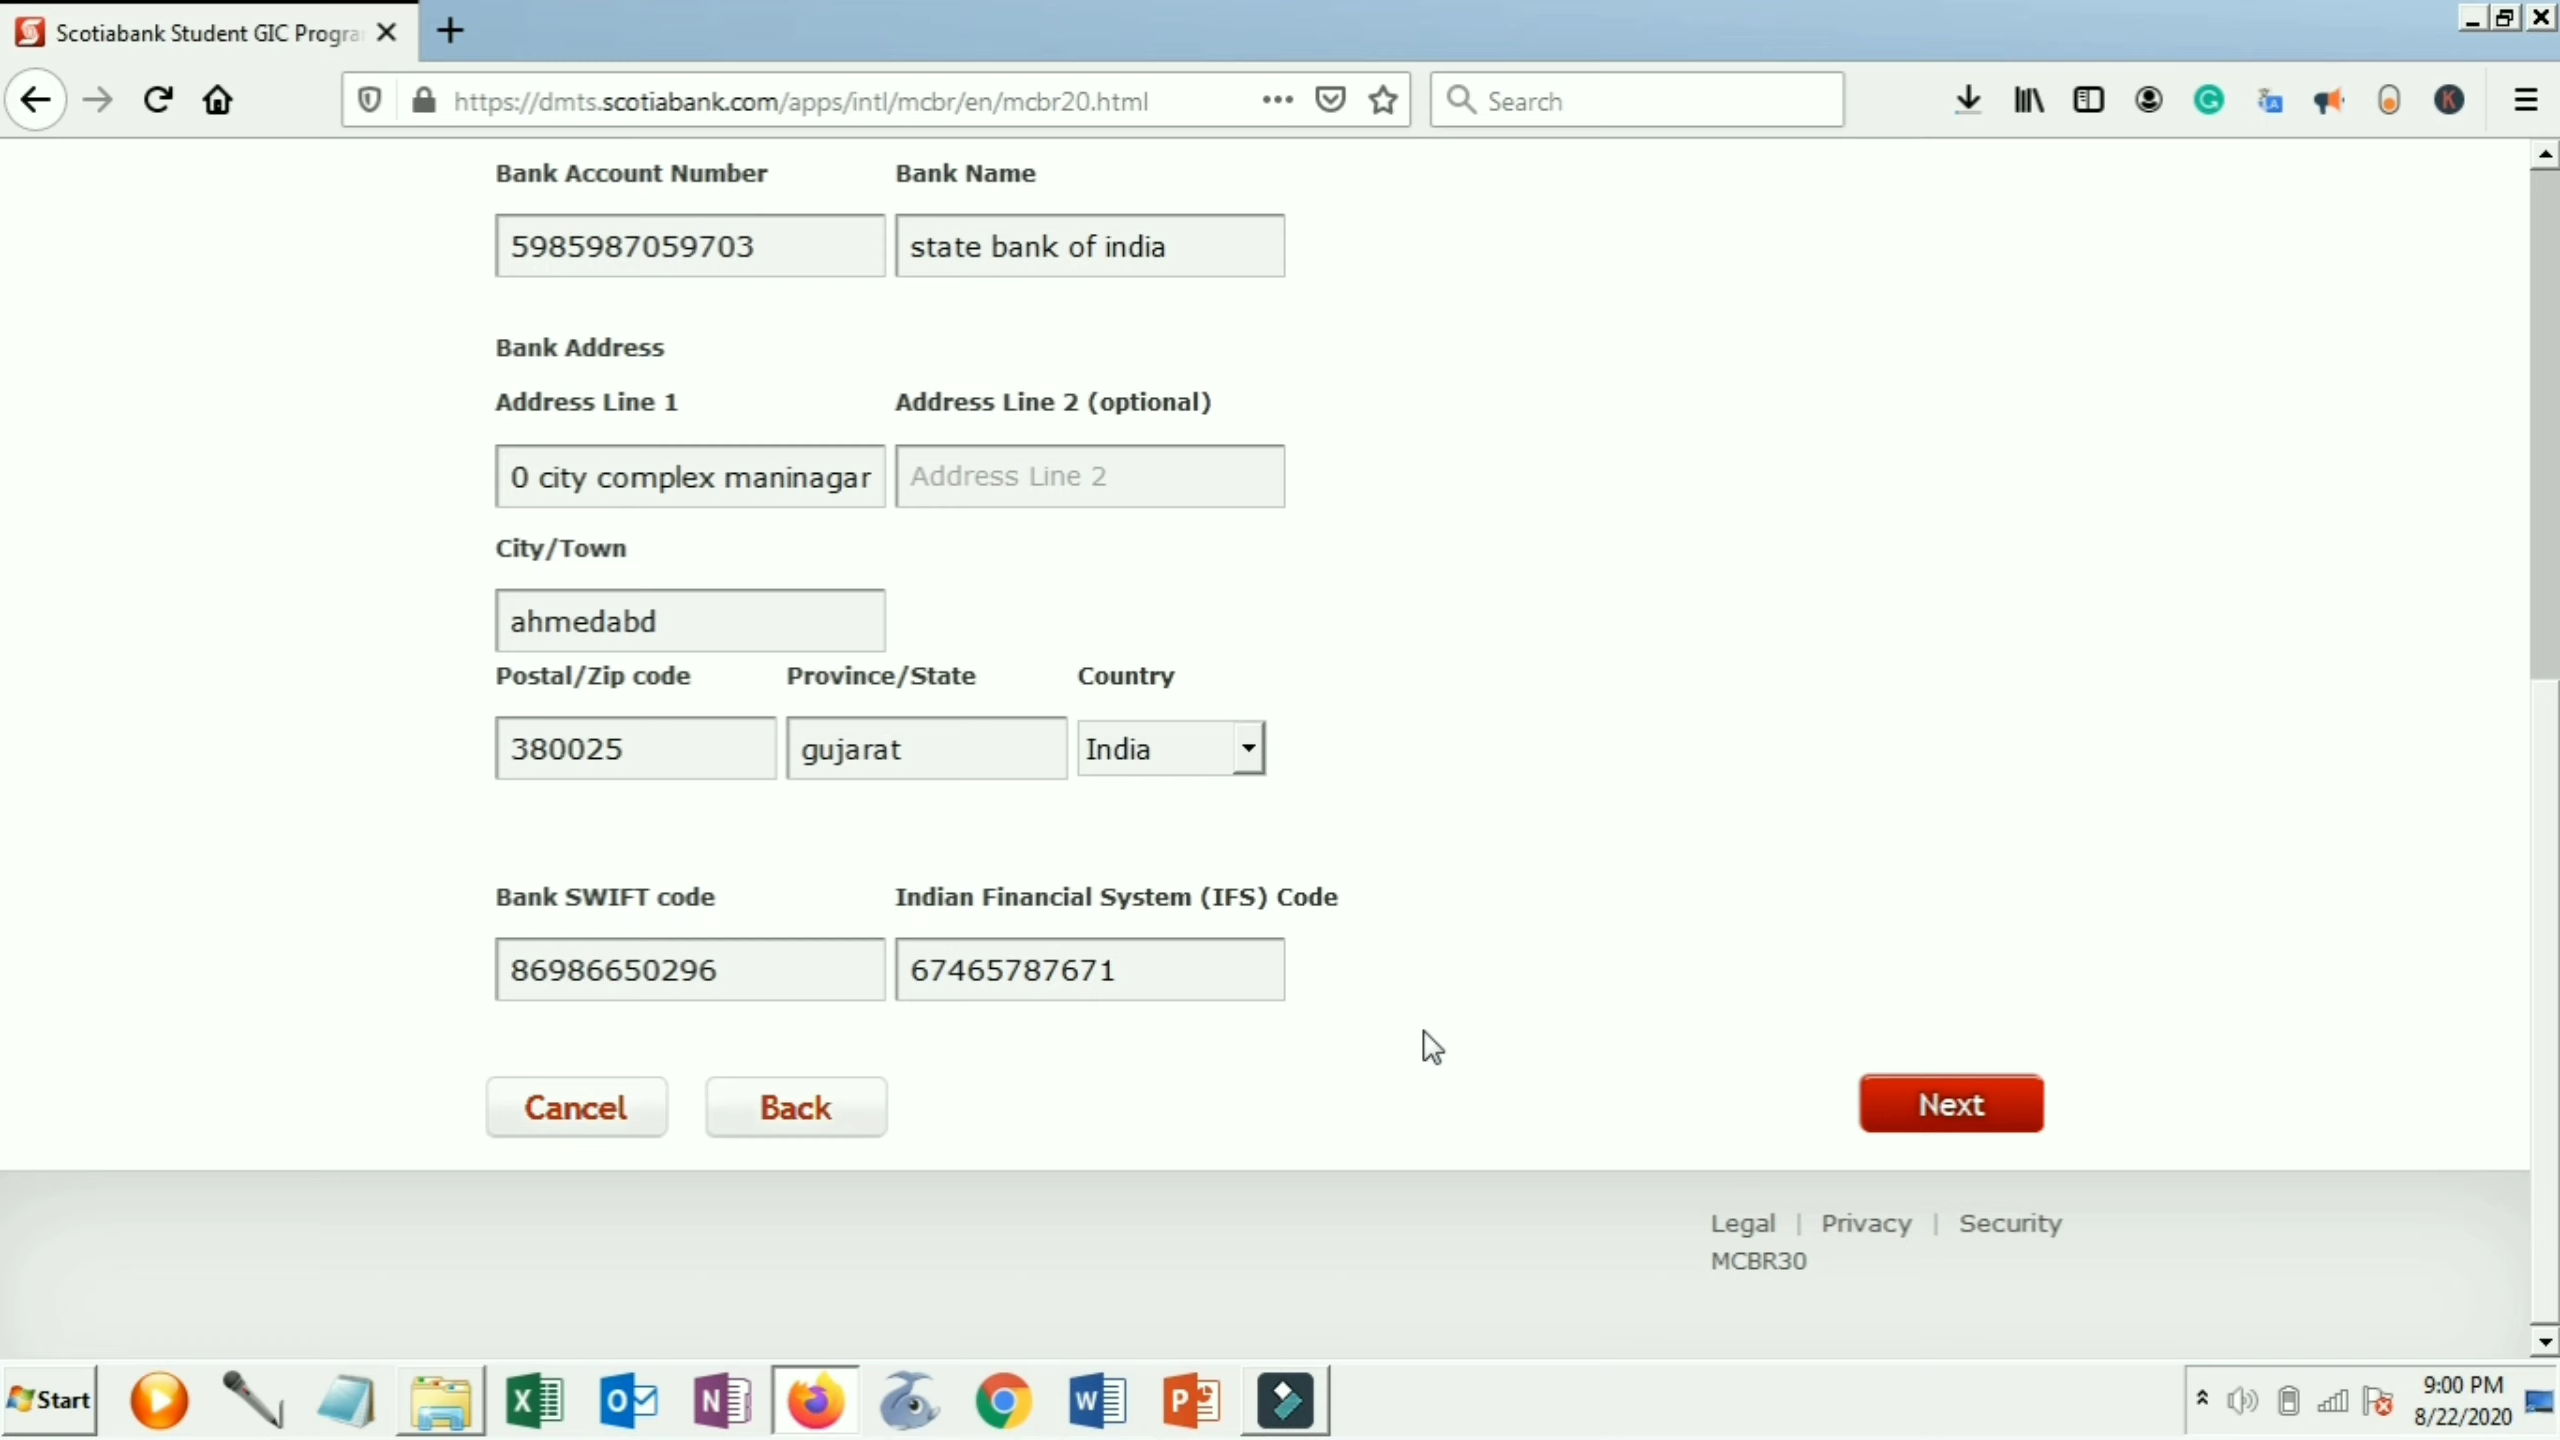 Scotiabank Student GIC Progra
https://dmts.scotiabank.com/apps/intl/mcbr/en/mcbr20.html
Search
Bank Account Number Bank Name
5985987059703 state bank of india
Bank Address
Address Line 1 Address Line 2 (optional)
0 city complex maninagar Address Line 2
City/Town
ahmedabd
Postal/Zip code Province/State Country
380025 gujarat India
Bank SWIFT code Indian Financial System (IFS) Code
86986650296 67465787671
Cancel Back Next
Legal | Privacy | Security
MCBR30
Start
9:00 PM
8/22/2020